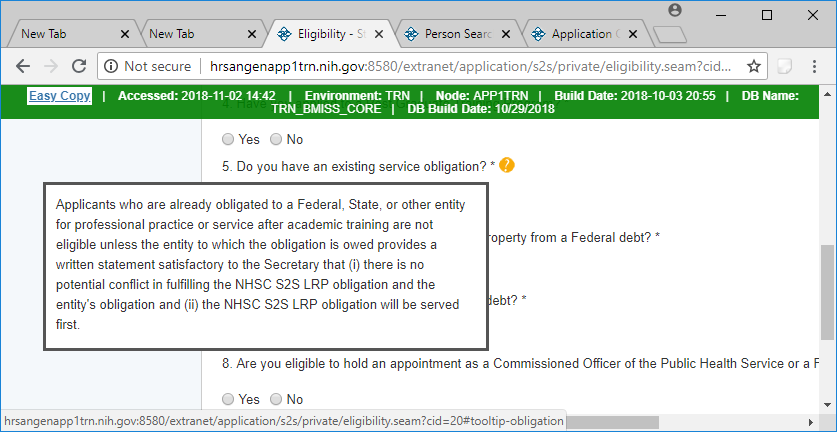 New Tab
New Tab
Eligibility - S
Person Searc
Application C
Not secure
hrsangenapp1trn.nih.gov:8580/extranet/application/s2s/private/eligibility.seam?cid...
Easy Copy | Accessed: 2018-11-02 14:42 | Environment: TRN | Node: APP1TRN | Build Date: 2018-10-03 20:55 | DB Name:
TRN_BMISS_CORE | DB Build Date: 10/29/2018
Yes No
5. Do you have an existing service obligation? * ?
Applicants who are already obligated to a Federal, State, or other entity
for professional practice or service after academic training are not
eligible unless the entity to which the obligation is owed provides a
written statement satisfactory to the Secretary that (i) there is no
potential conflict in fulfilling the NHSC S2S LRP obligation and the
entity's obligation and (ii) the NHSC S2S LRP obligation will be served
first.
roperty from a Federal debt? *
debt? *
8. Are you eligible to hold an appointment as a Commissioned Officer of the Public Health Service or a F
Yes No
hrsangenapp1trn.nih.gov:8580/extranet/application/s2s/private/eligibility.seam?cid=20#tooltip-obligation